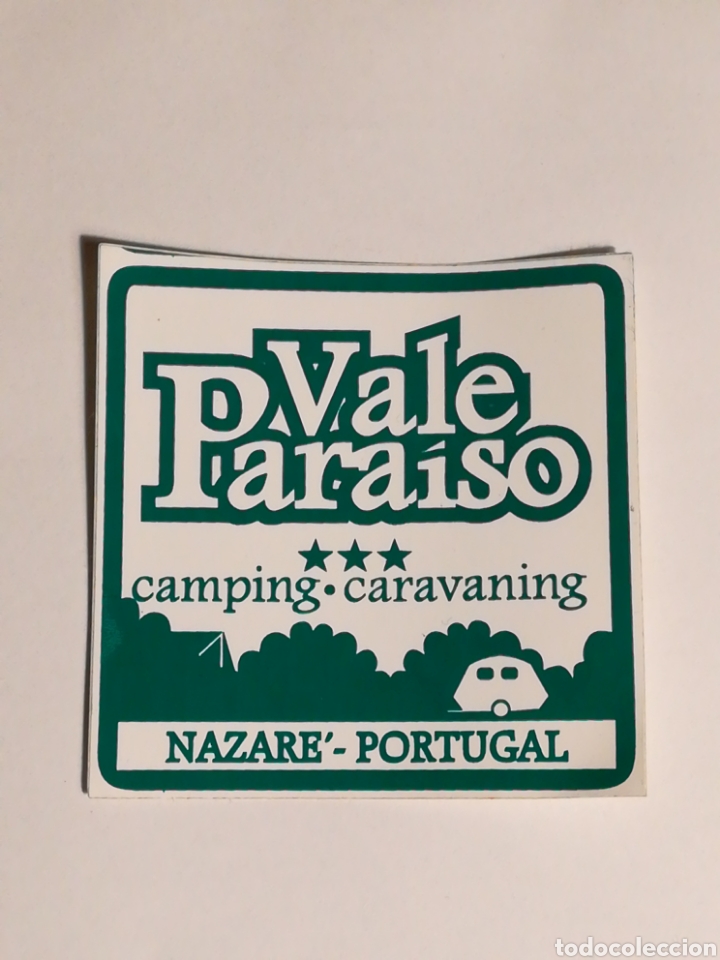 Vale
Paraíso
★★★
camping·caravaning
NAZARE´- PORTUGAL
todocoleccion